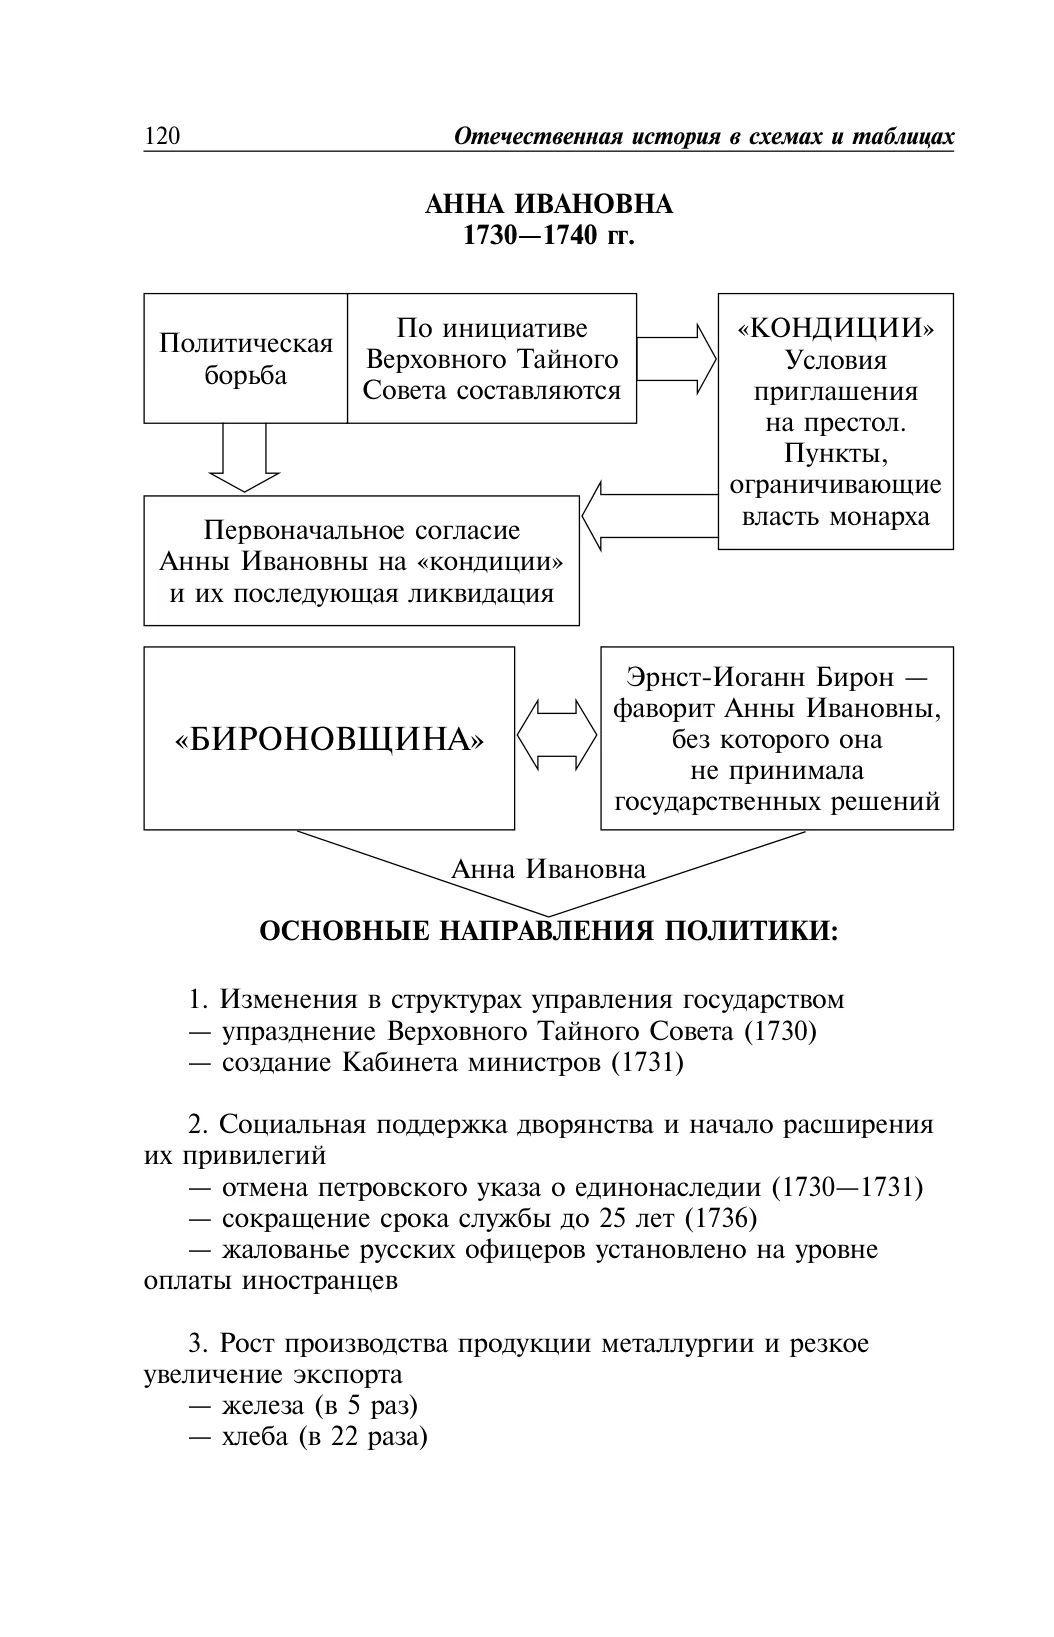 120
Отечественная история в схемах и таблицах
АННА ИВАНОВНА
1730—1740 гг.
Политическая
борьба
По инициативе
Верховного Тайного
Совета составляются
«КОНДИЦИИ»
Условия
приглашения
на престол.
Пункты,
ограничивающие
власть монарха
Первоначальное согласие
Анны Ивановны на «кондиции»
и их последующая ликвидация
«БИРОНОВЩИНА»
Эрнст-Иоганн Бирон —
фаворит Анны Ивановны,
без которого она
не принимала
государственных решений
Анна Ивановна
ОСНОВНЫЕ НАПРАВЛЕНИЯ ПОЛИТИКИ:
1. Изменения в структурах управления государством
— упразднение Верховного Тайного Совета (1730)
— создание Кабинета министров (1731)
2. Социальная поддержка дворянства и начало расширения
их привилегий
— отмена петровского указа о единонаследии (1730—1731)
— сокращение срока службы до 25 лет (1736)
— жалованье русских офицеров установлено на уровне
оплаты иностранцев
3. Рост производства продукции металлургии и резкое
увеличение экспорта
— железа (в 5 раз)
— хлеба (в 22 раза)